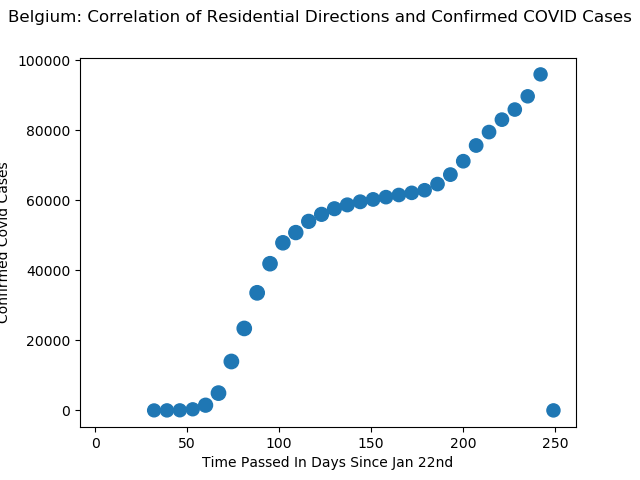 Belgium: Correlation of Residential Directions and Confirmed COVID Cases
100000
80000
60000
40000
20000
0
Confirmed Covid Cases
0 50 100 150 200 250
Time Passed In Days Since Jan 22nd